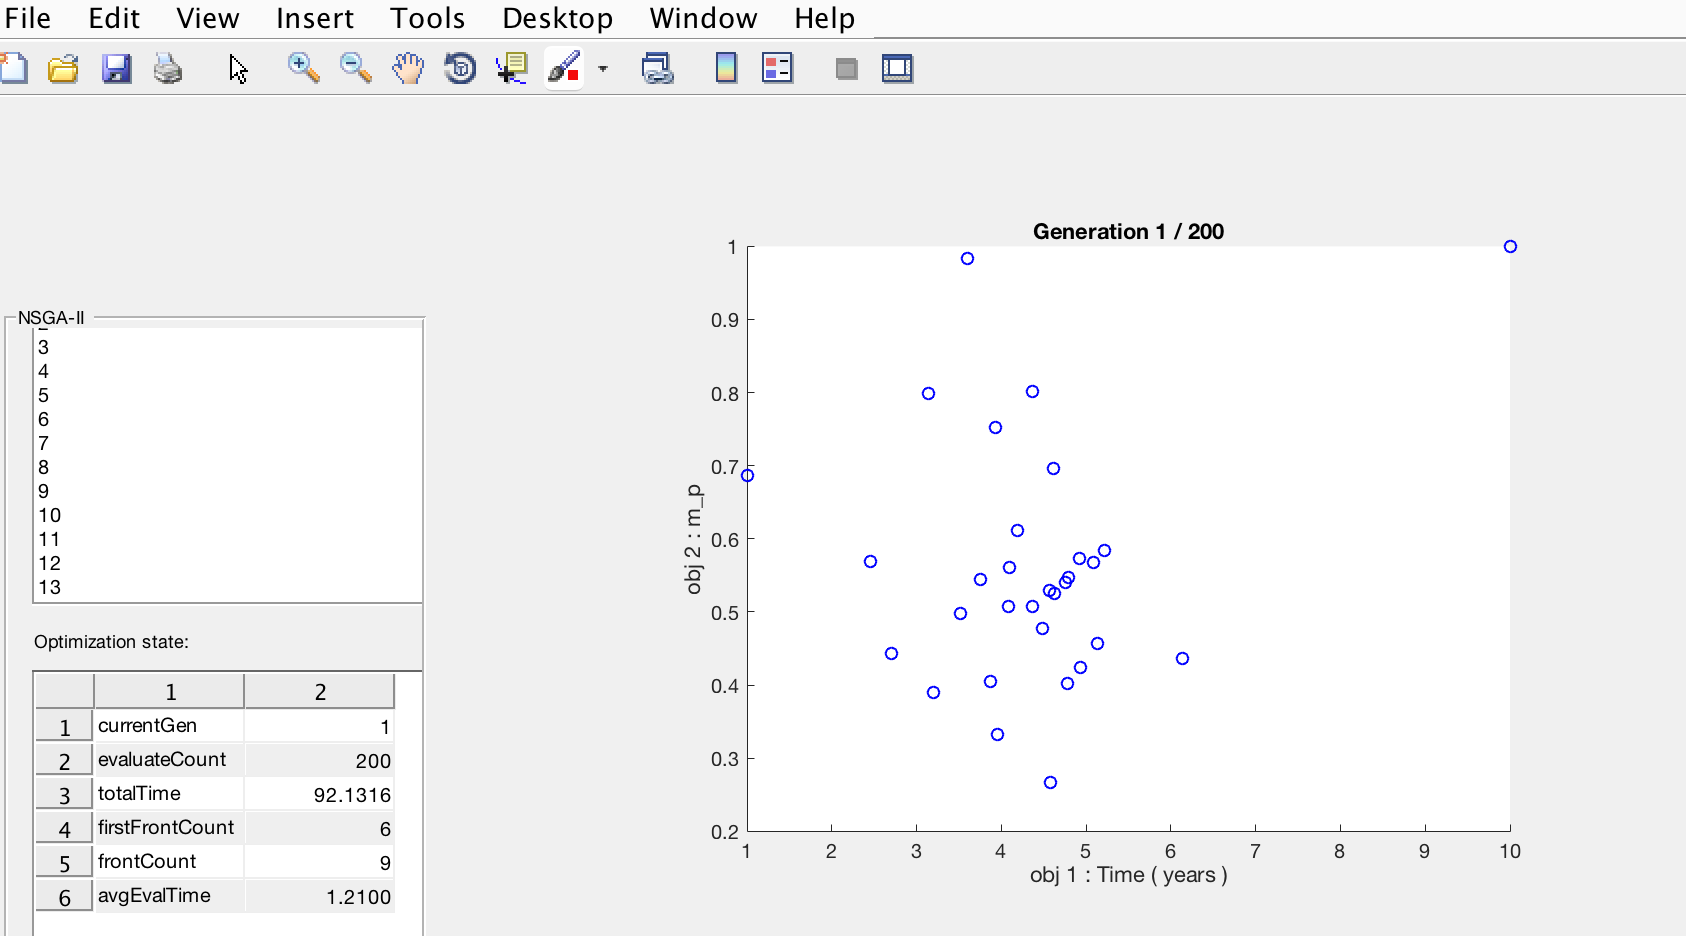 File Edit View Insert Tools Desktop Window Help
NSGA-II
3
4
5
6
7
8
9
10
11
12
13
Optimization state:
1 2
1 currentGen 1
2 evaluateCount 200
3 totalTime 92.1316
4 firstFrontCount 6
5 frontCount 9
6 avgEvalTime 1.2100
Generation 1 / 200
1
0.9
0.8
0.7
0.6
0.5
0.4
0.3
0.2
obj 2 : m_p
1 2 3 4 5 6 7 8 9 10
obj 1 : Time ( years )